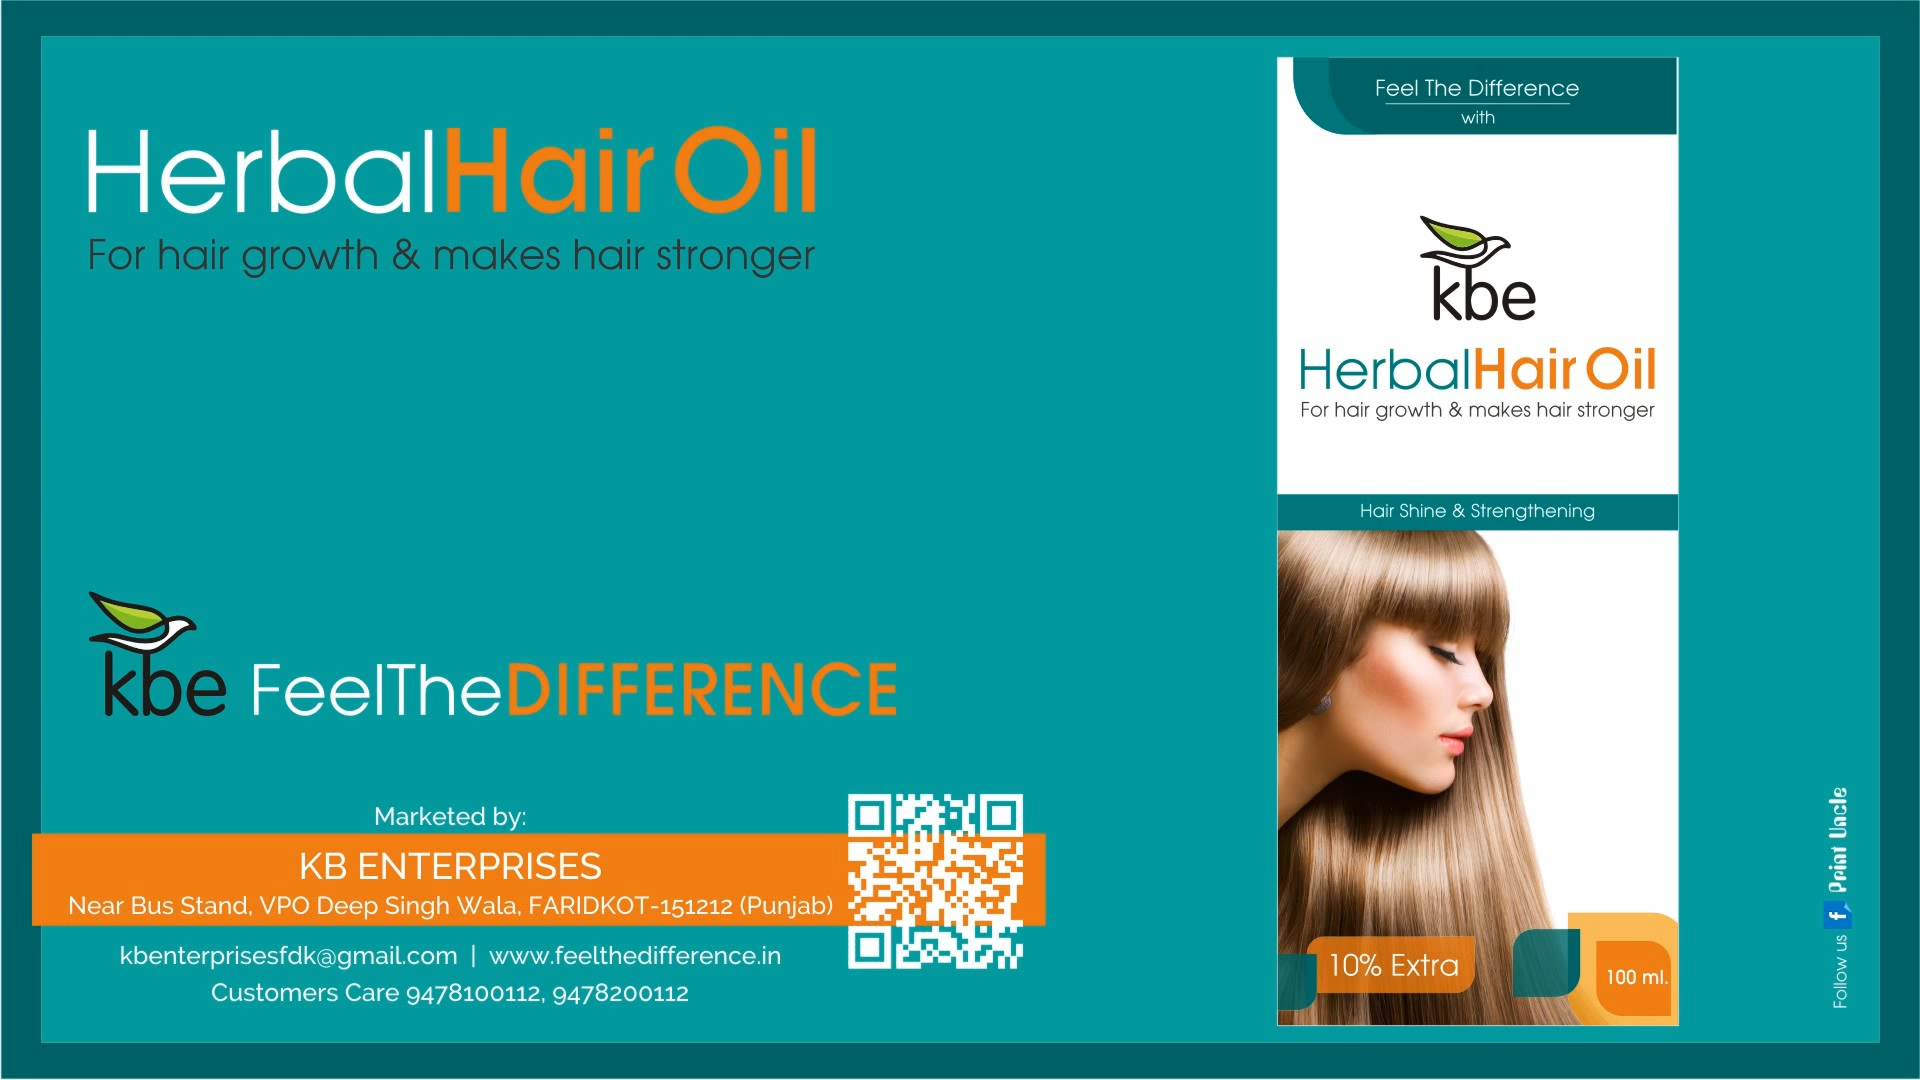 HerbalHair Oil
For hair growth & makes hair stronger
kbe FeelTheDIFFERENCE
Marketed by:
KB ENTERPRISES
Near Bus Stand, VPO Deep Singh Wala, FARIDKOT-151212 (Punjab)
kbenterprisesfdk@gmail.com | www.feelthedifference.in
Customers Care 9478100112, 9478200112
Feel The Difference
with
kbe
HerbalHair Oil
For hair growth & makes hair stronger
Hair Shine & Strengthening
10% Extra
100 ml.
Follow us f Print Uncle